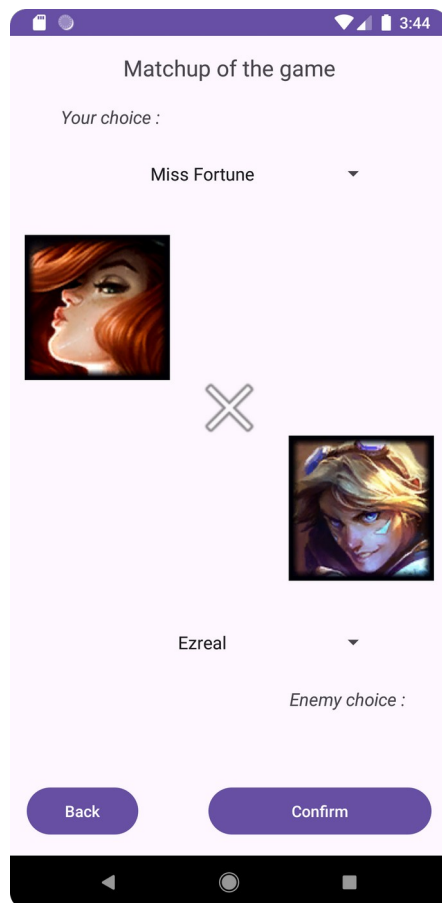 3:44
Matchup of the game
Your choice :
Miss Fortune
Ezreal
Enemy choice :
Back
Confirm